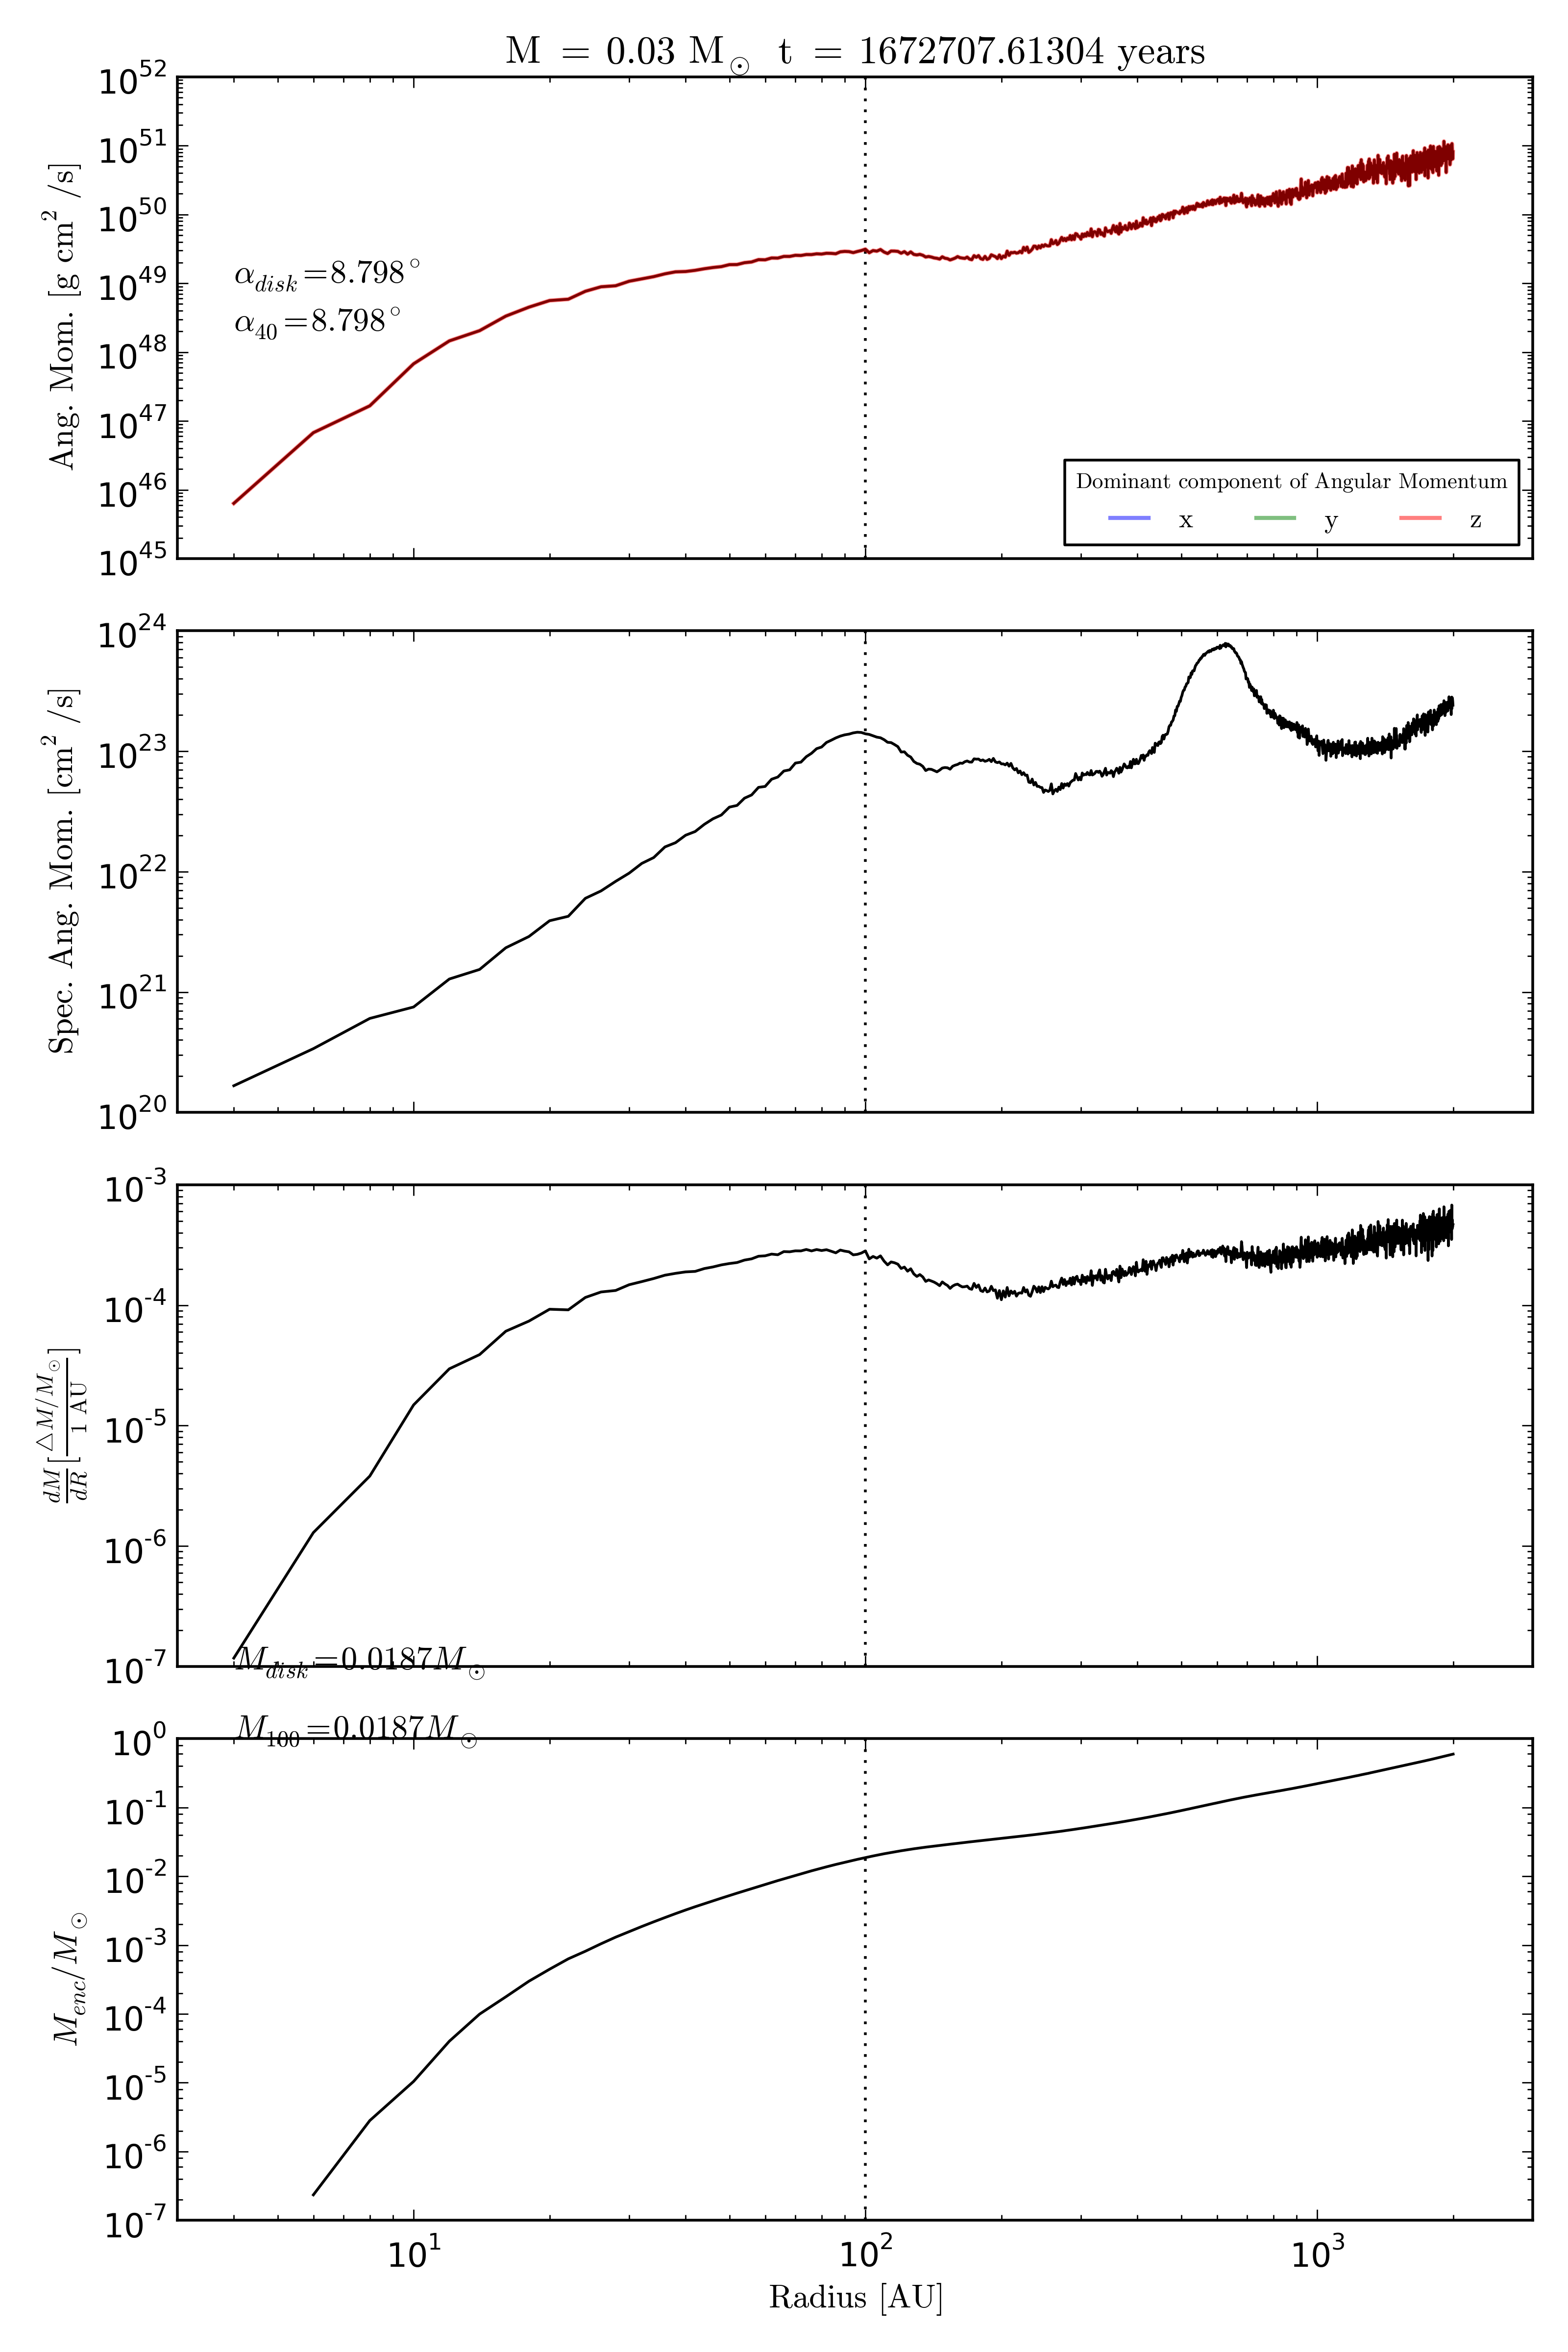 M = 0.03 M⊙ t = 1672707.61304 years
10^52
10^51
10^50
10^49
10^48
10^47
10^46
10^45
Ang. Mom. [g cm^2 /s]
α_disk=8.798°
α_40=8.798°
Dominant component of Angular Momentum
x y z
10^24
10^23
10^22
10^21
10^20
Spec. Ang. Mom. [cm^2 /s]
10^-3
10^-4
10^-5
10^-6
10^-7
dM/dR [△M/M⊙ / 1 AU]
M_disk=0.0187M⊙
M_100=0.0187M⊙
10^0
10^-1
10^-2
10^-3
10^-4
10^-5
10^-6
10^-7
M_enc/M⊙
10^1 10^2 10^3
Radius [AU]